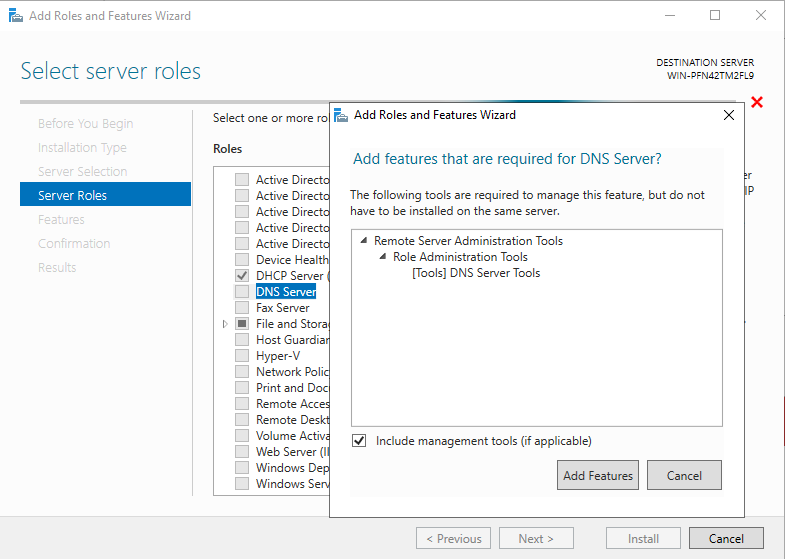 Add Roles and Features Wizard
Select server roles
DESTINATION SERVER
WIN-PFN42TM2FL9
Before You Begin
Installation Type
Server Selection
Server Roles
Features
Confirmation
Results
Select one or more ro
Roles
Active Directo
Active Directo
Active Directo
Active Directo
Active Directo
Device Health
DHCP Server (
DNS Server
Fax Server
File and Storag
Host Guardian
Hyper-V
Network Polic
Print and Docu
Remote Acces
Remote Deskt
Volume Activa
Web Server (II
Windows Dep
Windows Serv
er
IP
Add Roles and Features Wizard
Add features that are required for DNS Server?
The following tools are required to manage this feature, but do not
have to be installed on the same server.
Remote Server Administration Tools
Role Administration Tools
[Tools] DNS Server Tools
Include management tools (if applicable)
Add Features
Cancel
< Previous
Next >
Install
Cancel